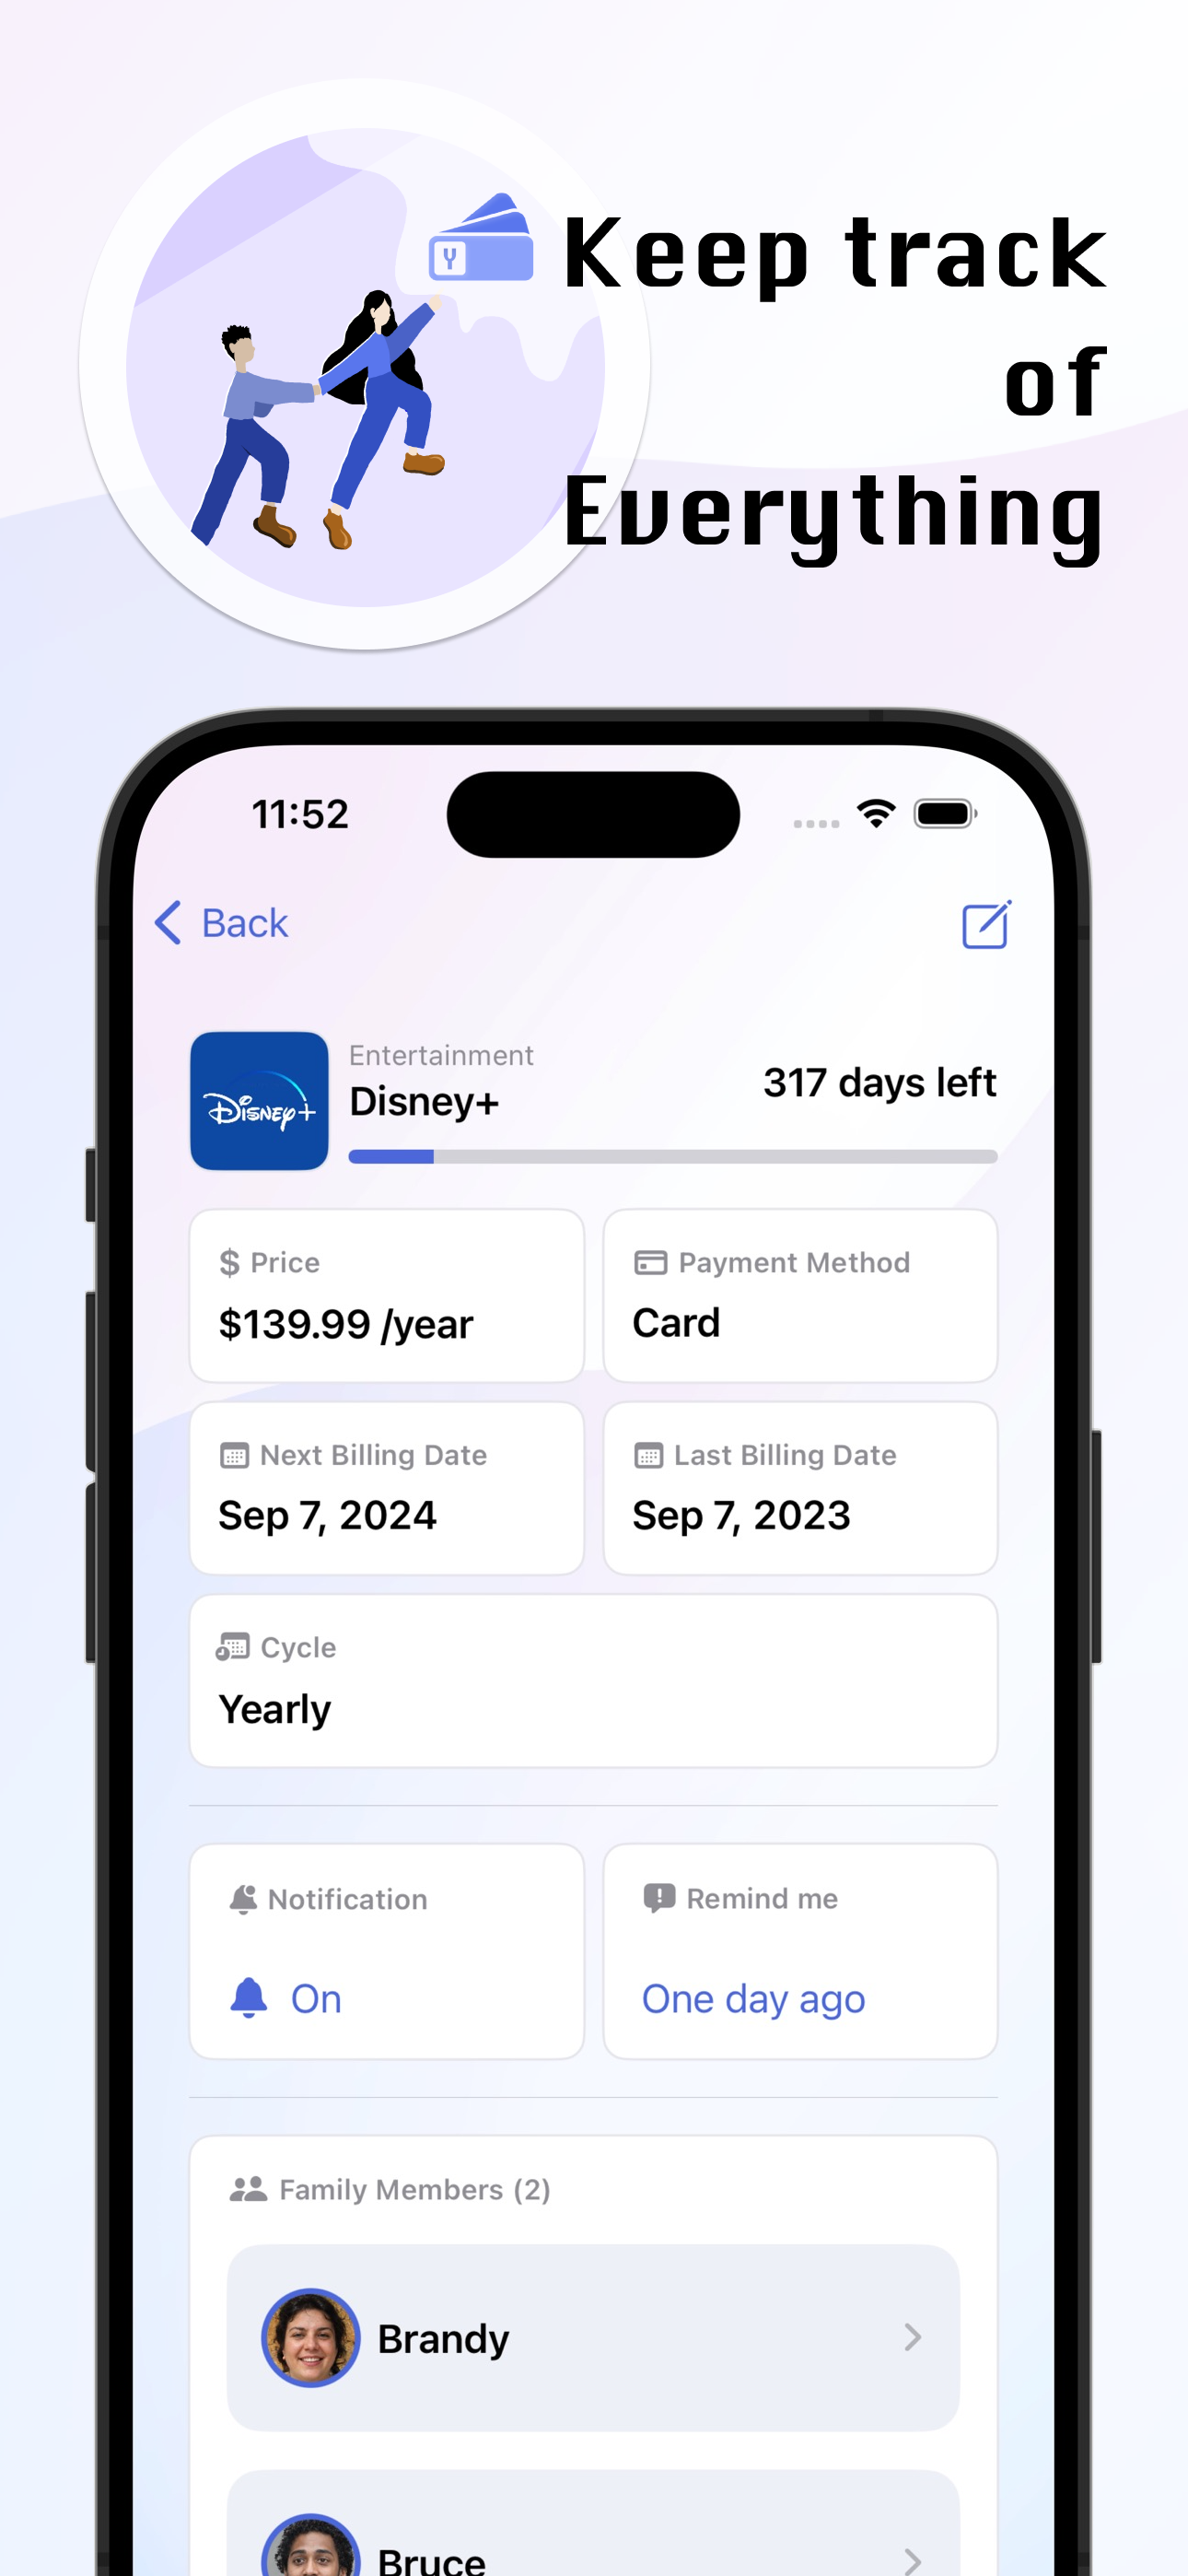 Keep track
of
Everything
11:52
Back
Disney+
Entertainment
Disney+
317 days left
$ Price
$139.99 /year
Payment Method
Card
Next Billing Date
Sep 7, 2024
Last Billing Date
Sep 7, 2023
Cycle
Yearly
Notification
On
Remind me
One day ago
Family Members (2)
Brandy
Bruce